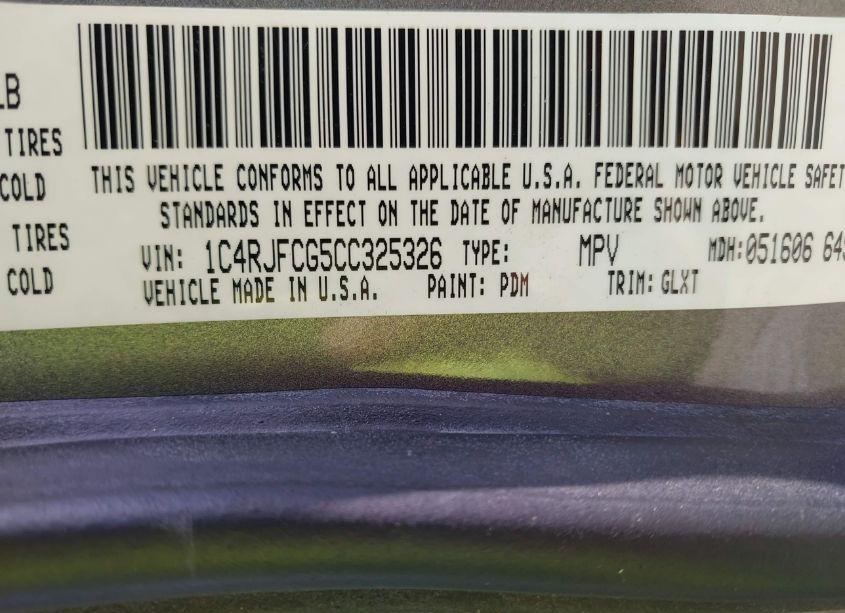 LB
TIRES
COLD
TIRES
COLD
THIS VEHICLE CONFORMS TO ALL APPLICABLE U.S.A. FEDERAL MOTOR VEHICLE SAFET
STANDARDS IN EFFECT ON THE DATE OF MANUFACTURE SHOWN ABOVE.
VIN: 1C4RJFCG5CC325326 TYPE: MPV MDH:051606 64
VEHICLE MADE IN U.S.A. PAINT: PDM TRIM: GLXT